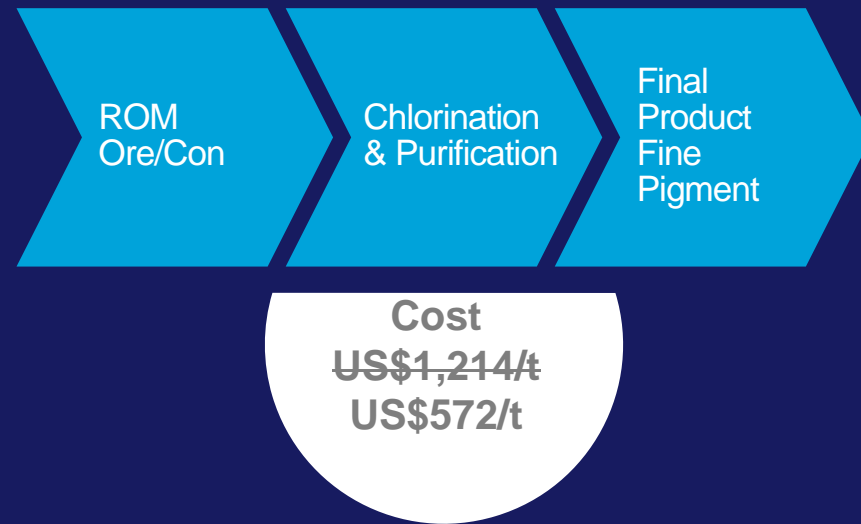 ROM
Ore/Con
Chlorination
& Purification
Final
Product
Fine
Pigment
Cost
US$1,214/t
US$572/t